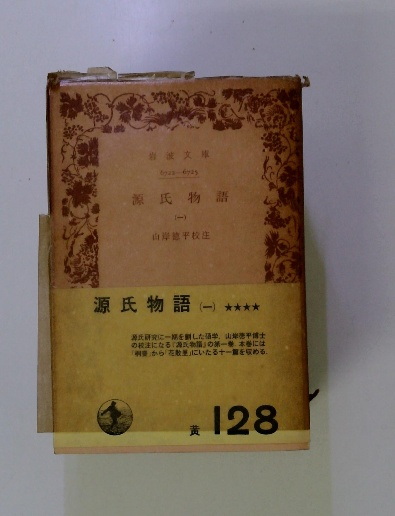 岩波文庫
源氏物語
(一)
山岸徳平校注
源氏物語 (一) ★★★★
源氏研究に一期を劃した碩学，山岸徳平博士
の校注になる『源氏物語』の第一巻．本巻には
「桐壺」から「花散里」にいたる十一篇を収める．
黄 128